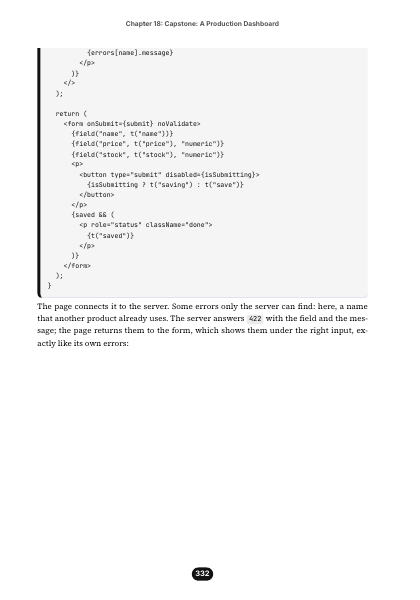 Chapter 18: Capstone: A Production Dashboard
          {errors[name].message}
        </p>
      )}
    </>
  );
  return (
    <form onSubmit={submit} noValidate>
      {field("name", t("name"))}
      {field("price", t("price"), "numeric")}
      {field("stock", t("stock"), "numeric")}
      <p>
        <button type="submit" disabled={isSubmitting}>
          {isSubmitting ? t("saving") : t("save")}
        </button>
      </p>
      {saved && (
        <p role="status" className="done">
          {t("saved")}
        </p>
      )}
    </form>
  );
}
The page connects it to the server. Some errors only the server can find: here, a name
that another product already uses. The server answers 422 with the field and the mes-
sage; the page returns them to the form, which shows them under the right input, ex-
actly like its own errors:
332